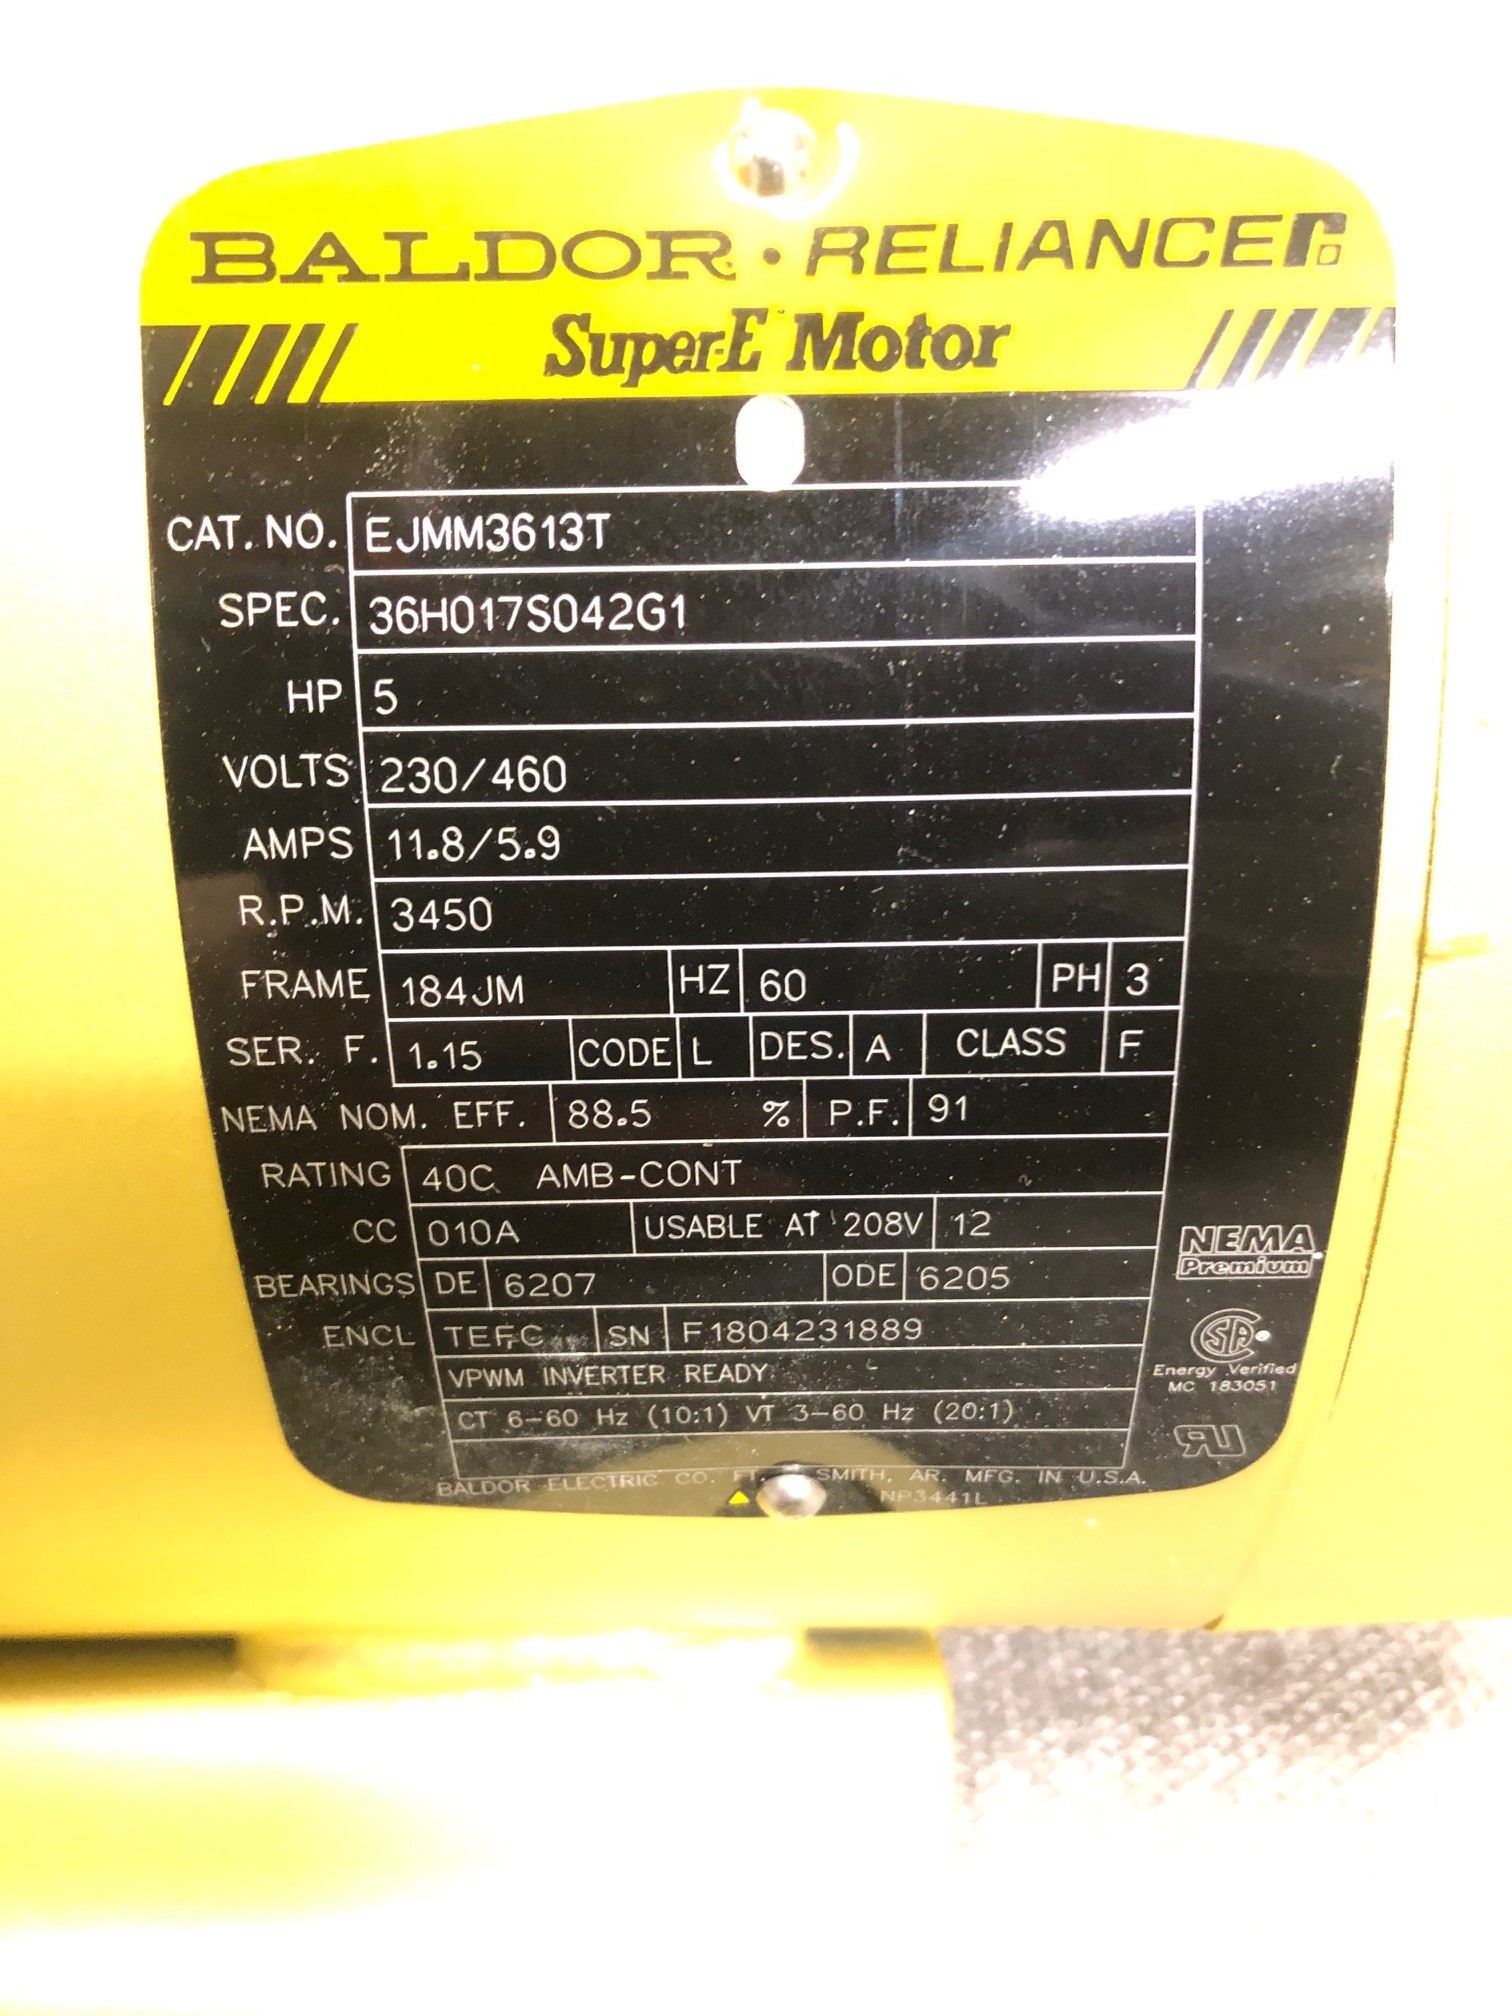 BALDOR • RELIANCE
Super-E Motor
CAT. NO. EJMM3613T
SPEC. 36H017S042G1
HP 5
VOLTS 230/460
AMPS 11.8/5.9
R.P.M. 3450
FRAME 184JM HZ 60 PH 3
SER. F. 1.15 CODE L DES. A CLASS F
NEMA NOM. EFF. 88.5 % P.F. 91
RATING 40C AMB-CONT
CC 010A USABLE AT 208V 12
BEARINGS DE 6207 ODE 6205
ENCL TEFC SN F1804231889
VPWM INVERTER READY
CT 6-60 Hz (10:1) VT 3-60 Hz (20:1)
NEMA
Premium
SA
Energy Verified
MC 183051
RU
BALDOR ELECTRIC CO. SMITH, AR. MFG. IN U.S.A.
NP3441L